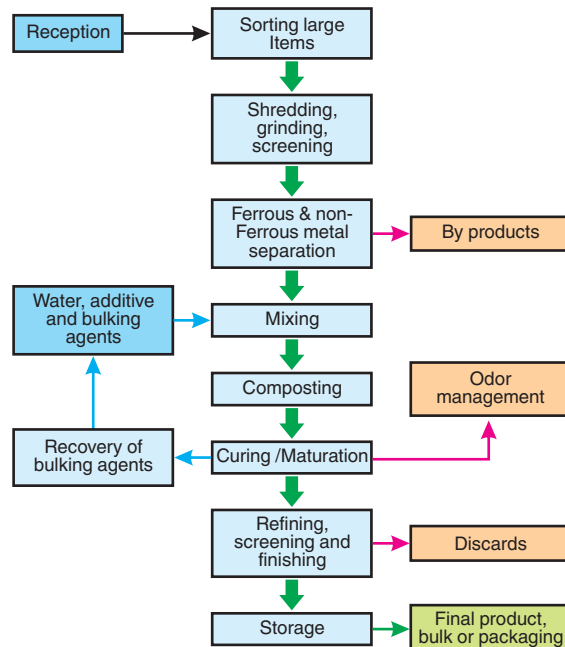 Reception
Sorting large
Items
Shredding,
grinding,
screening
Ferrous & non-
Ferrous metal
separation
By products
Water, additive
and bulking
agents
Mixing
Composting
Odor
management
Recovery of
bulking agents
Curing /Maturation
Refining,
screening and
finishing
Discards
Storage
Final product,
bulk or packaging